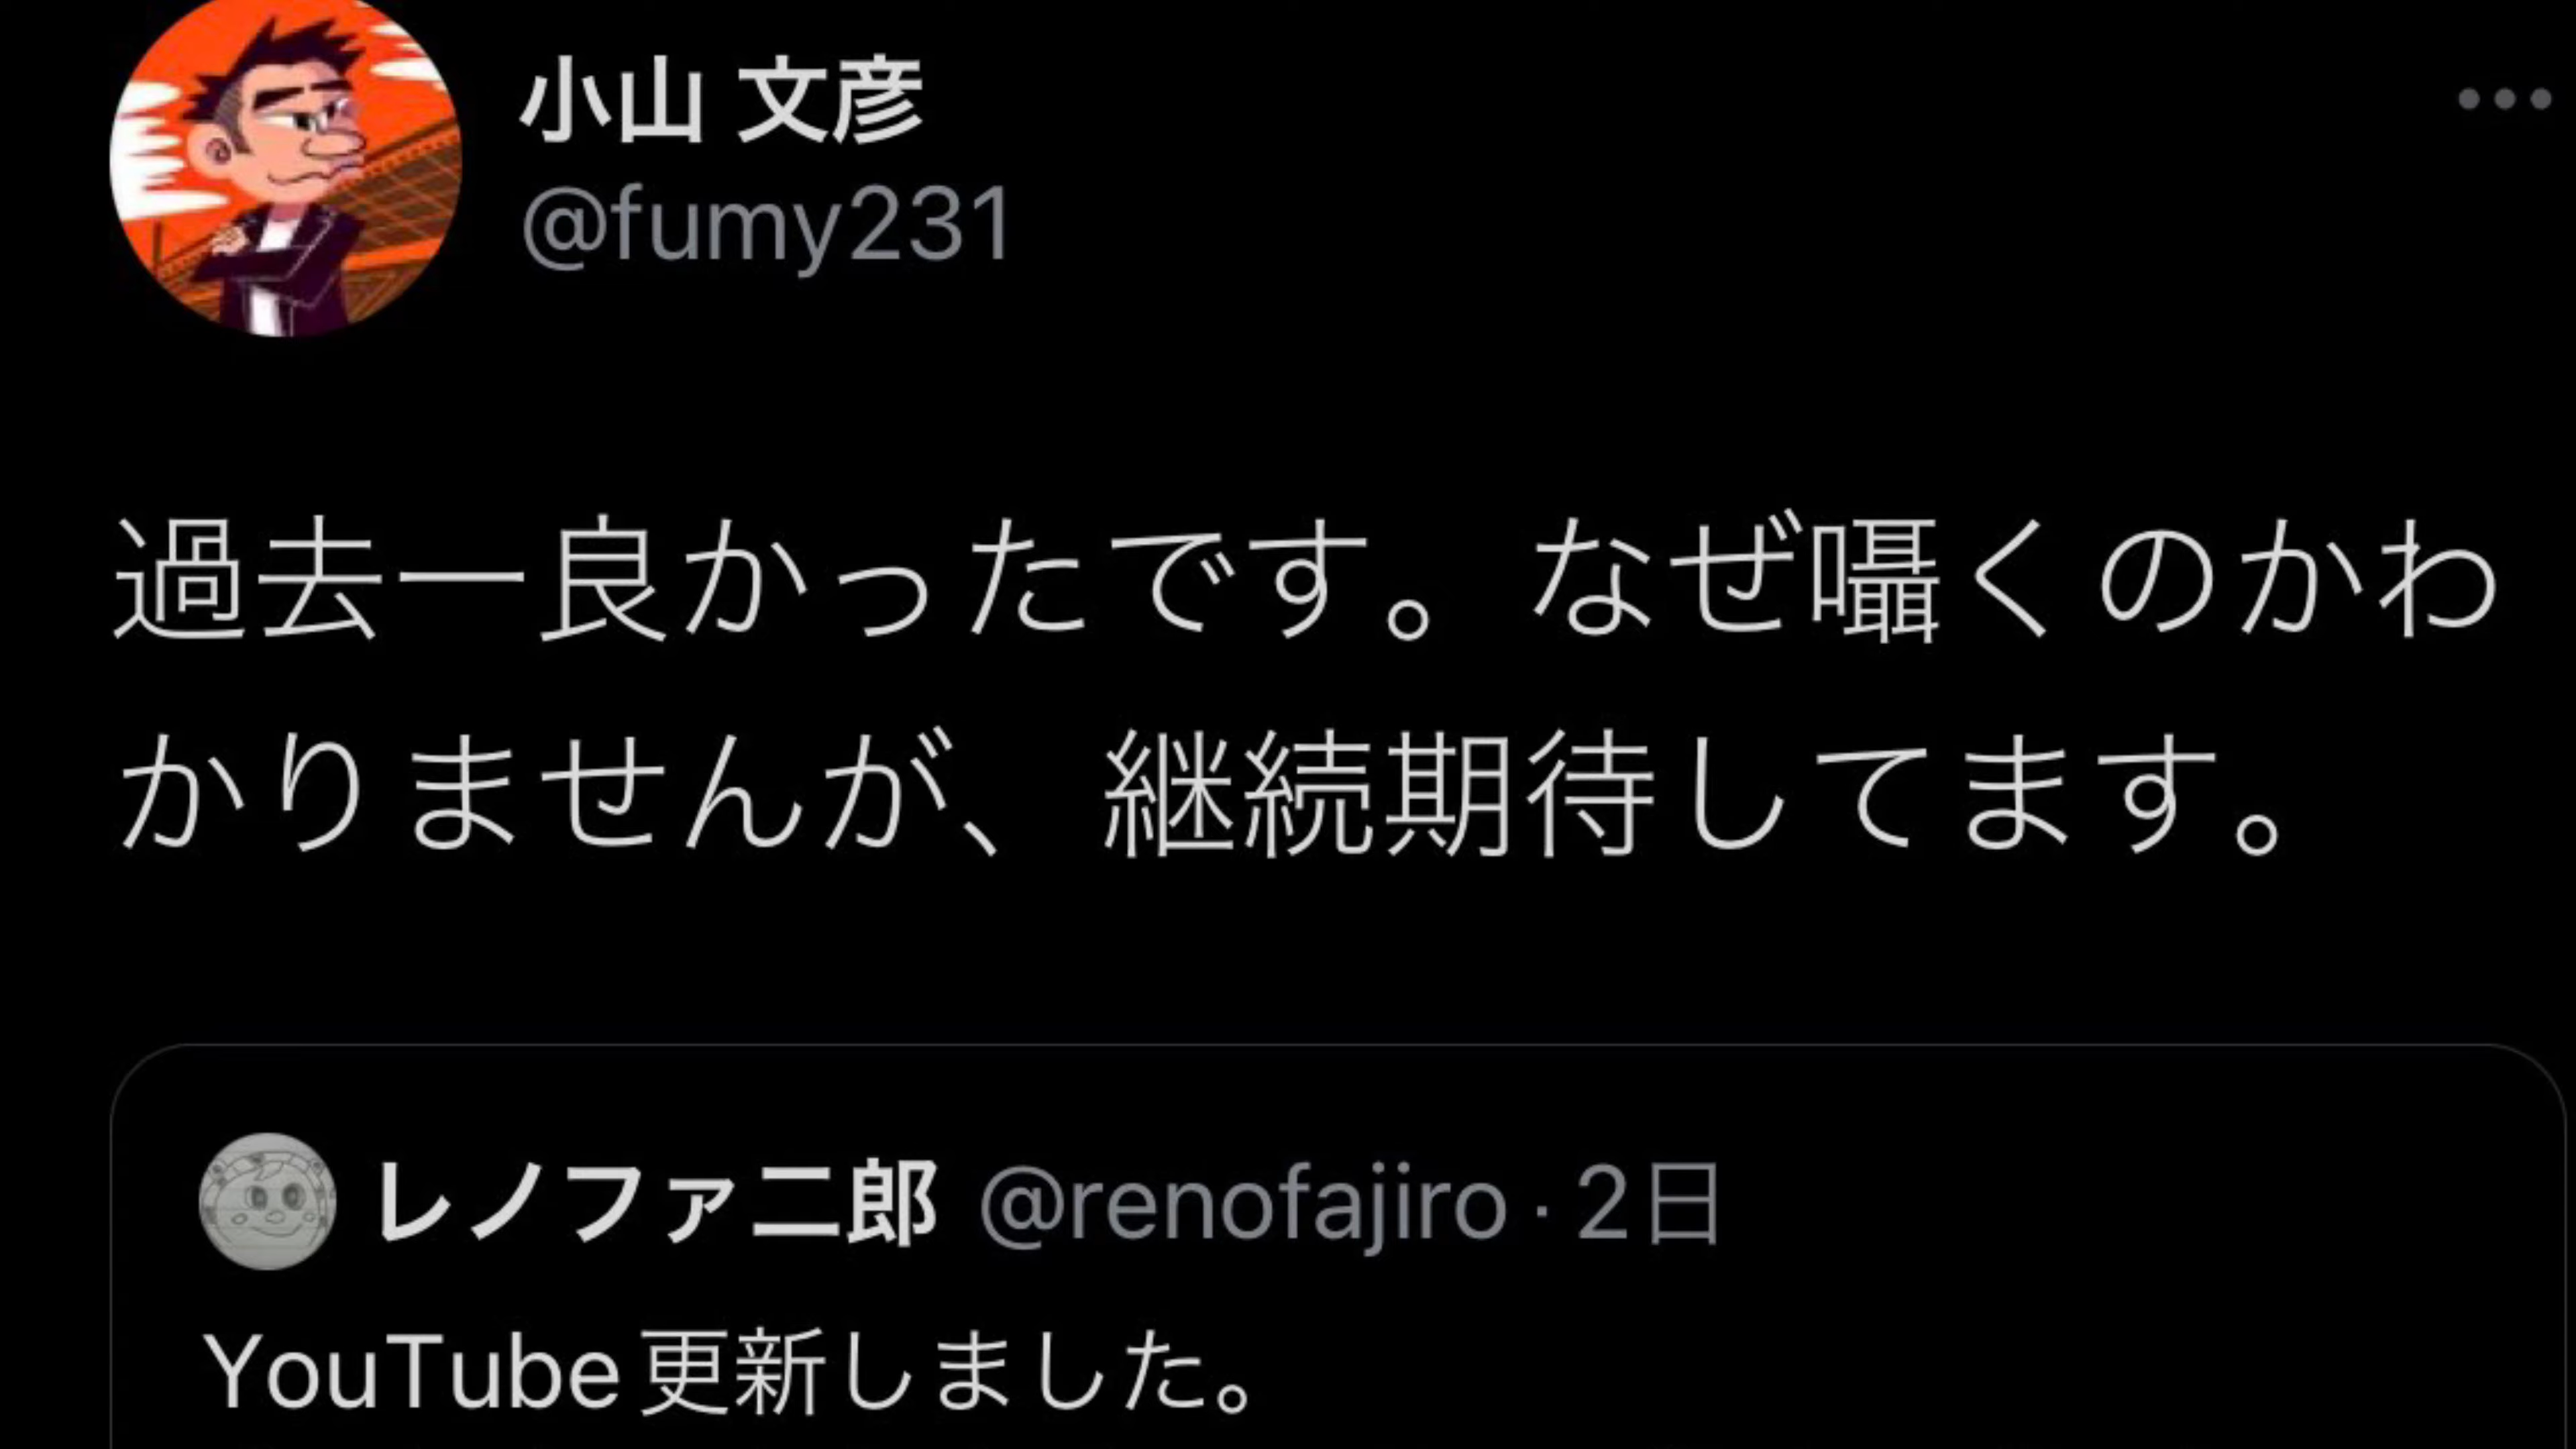 小山 文彦
@fumy231
過去一良かったです。なぜ囁くのかわ
かりませんが、継続期待してます。
レノファ二郎 @renofajiro · 2日
YouTube更新しました。